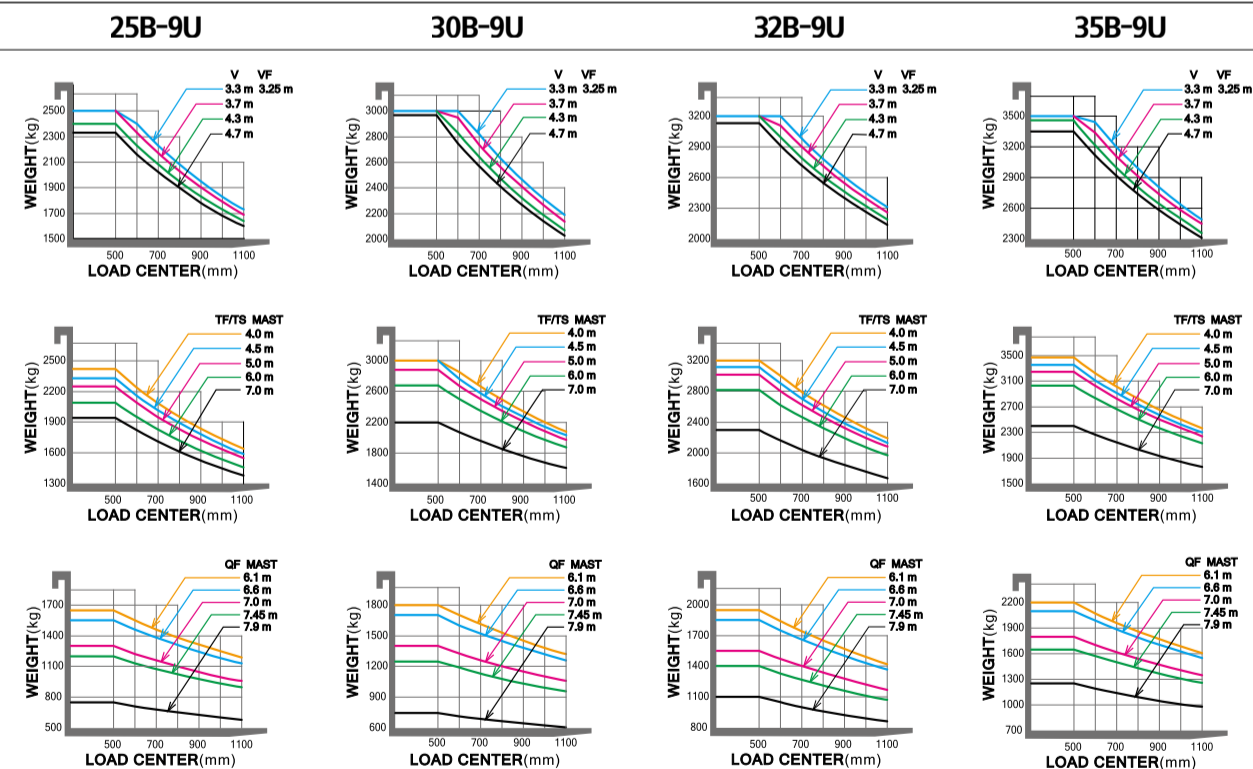 25B-9U 30B-9U 32B-9U 35B-9U
V VF
3.3 m 3.25 m
3.7 m
4.3 m
4.7 m
WEIGHT(kg)
2500
2300
2100
1900
1700
1500
500 700 900 1100
LOAD CENTER(mm)
V VF
3.3 m 3.25 m
3.7 m
4.3 m
4.7 m
WEIGHT(kg)
3000
2800
2600
2400
2200
2000
500 700 900 1100
LOAD CENTER(mm)
V VF
3.3 m 3.25 m
3.7 m
4.3 m
4.7 m
WEIGHT(kg)
3200
2900
2600
2300
2000
500 700 900 1100
LOAD CENTER(mm)
V VF
3.3 m 3.25 m
3.7 m
4.3 m
4.7 m
WEIGHT(kg)
3500
3200
2900
2600
2300
500 700 900 1100
LOAD CENTER(mm)
TF/TS MAST
4.0 m
4.5 m
5.0 m
6.0 m
7.0 m
WEIGHT(kg)
2500
2200
1900
1600
1300
500 700 900 1100
LOAD CENTER(mm)
TF/TS MAST
4.0 m
4.5 m
5.0 m
6.0 m
7.0 m
WEIGHT(kg)
3000
2600
2200
1800
1400
500 700 900 1100
LOAD CENTER(mm)
TF/TS MAST
4.0 m
4.5 m
5.0 m
6.0 m
7.0 m
WEIGHT(kg)
3200
2800
2400
2000
1600
500 700 900 1100
LOAD CENTER(mm)
TF/TS MAST
4.0 m
4.5 m
5.0 m
6.0 m
7.0 m
WEIGHT(kg)
3500
3100
2700
2300
1900
1500
500 700 900 1100
LOAD CENTER(mm)
QF MAST
6.1 m
6.6 m
7.0 m
7.45 m
7.9 m
WEIGHT(kg)
1700
1400
1100
800
500
500 700 900 1100
LOAD CENTER(mm)
QF MAST
6.1 m
6.6 m
7.0 m
7.45 m
7.9 m
WEIGHT(kg)
1800
1500
1200
900
600
500 700 900 1100
LOAD CENTER(mm)
QF MAST
6.1 m
6.6 m
7.0 m
7.45 m
7.9 m
WEIGHT(kg)
2000
1700
1400
1100
800
500 700 900 1100
LOAD CENTER(mm)
QF MAST
6.1 m
6.6 m
7.0 m
7.45 m
7.9 m
WEIGHT(kg)
2200
1900
1600
1300
1000
700
500 700 900 1100
LOAD CENTER(mm)